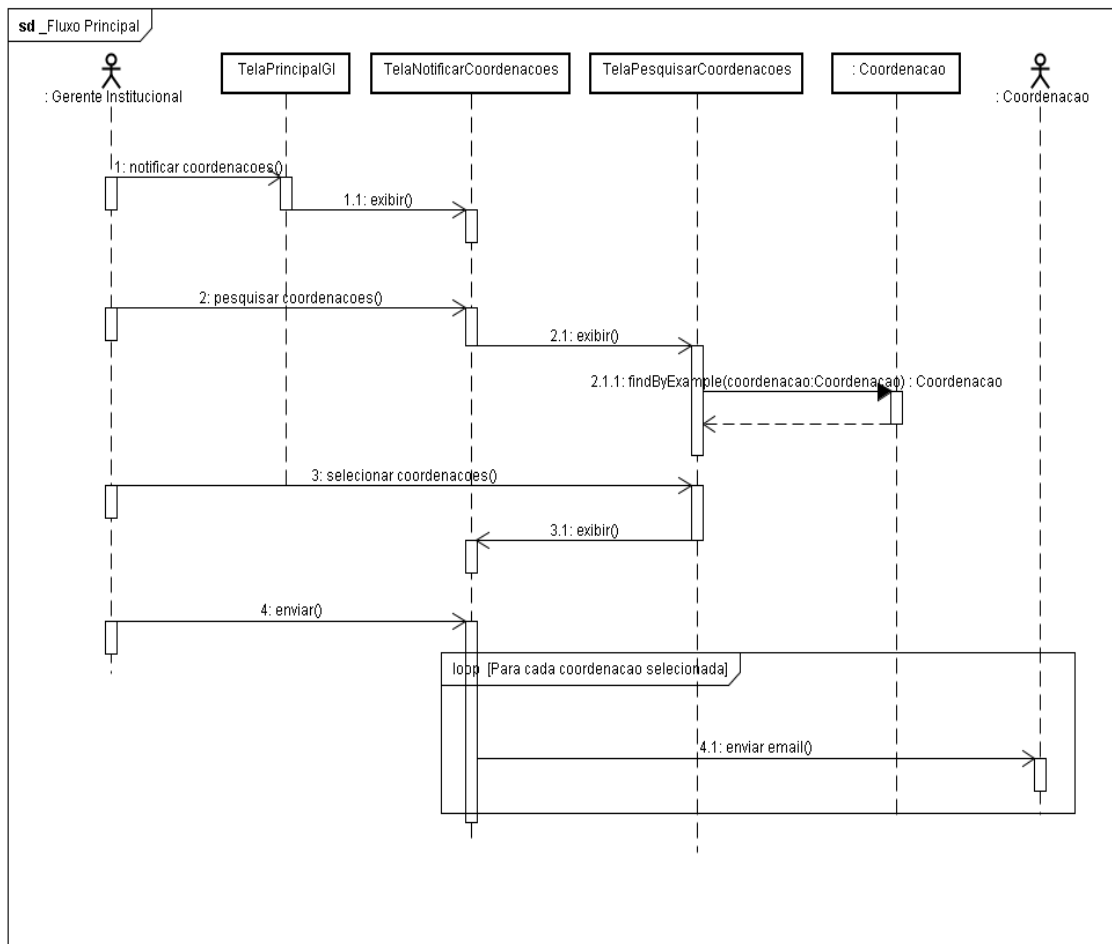 sd _Fluxo Principal
: Gerente Institucional
TelaPrincipalGI
TelaNotificarCoordenacoes
TelaPesquisarCoordenacoes
: Coordenacao
: Coordenacao
1: notificar coordenacoes()
1.1: exibir()
2: pesquisar coordenacoes()
2.1: exibir()
2.1.1: findByExample(coordenacao:Coordenacao) : Coordenacao
3: selecionar coordenacoes()
3.1: exibir()
4: enviar()
loop [Para cada coordenacao selecionada]
4.1: enviar email()